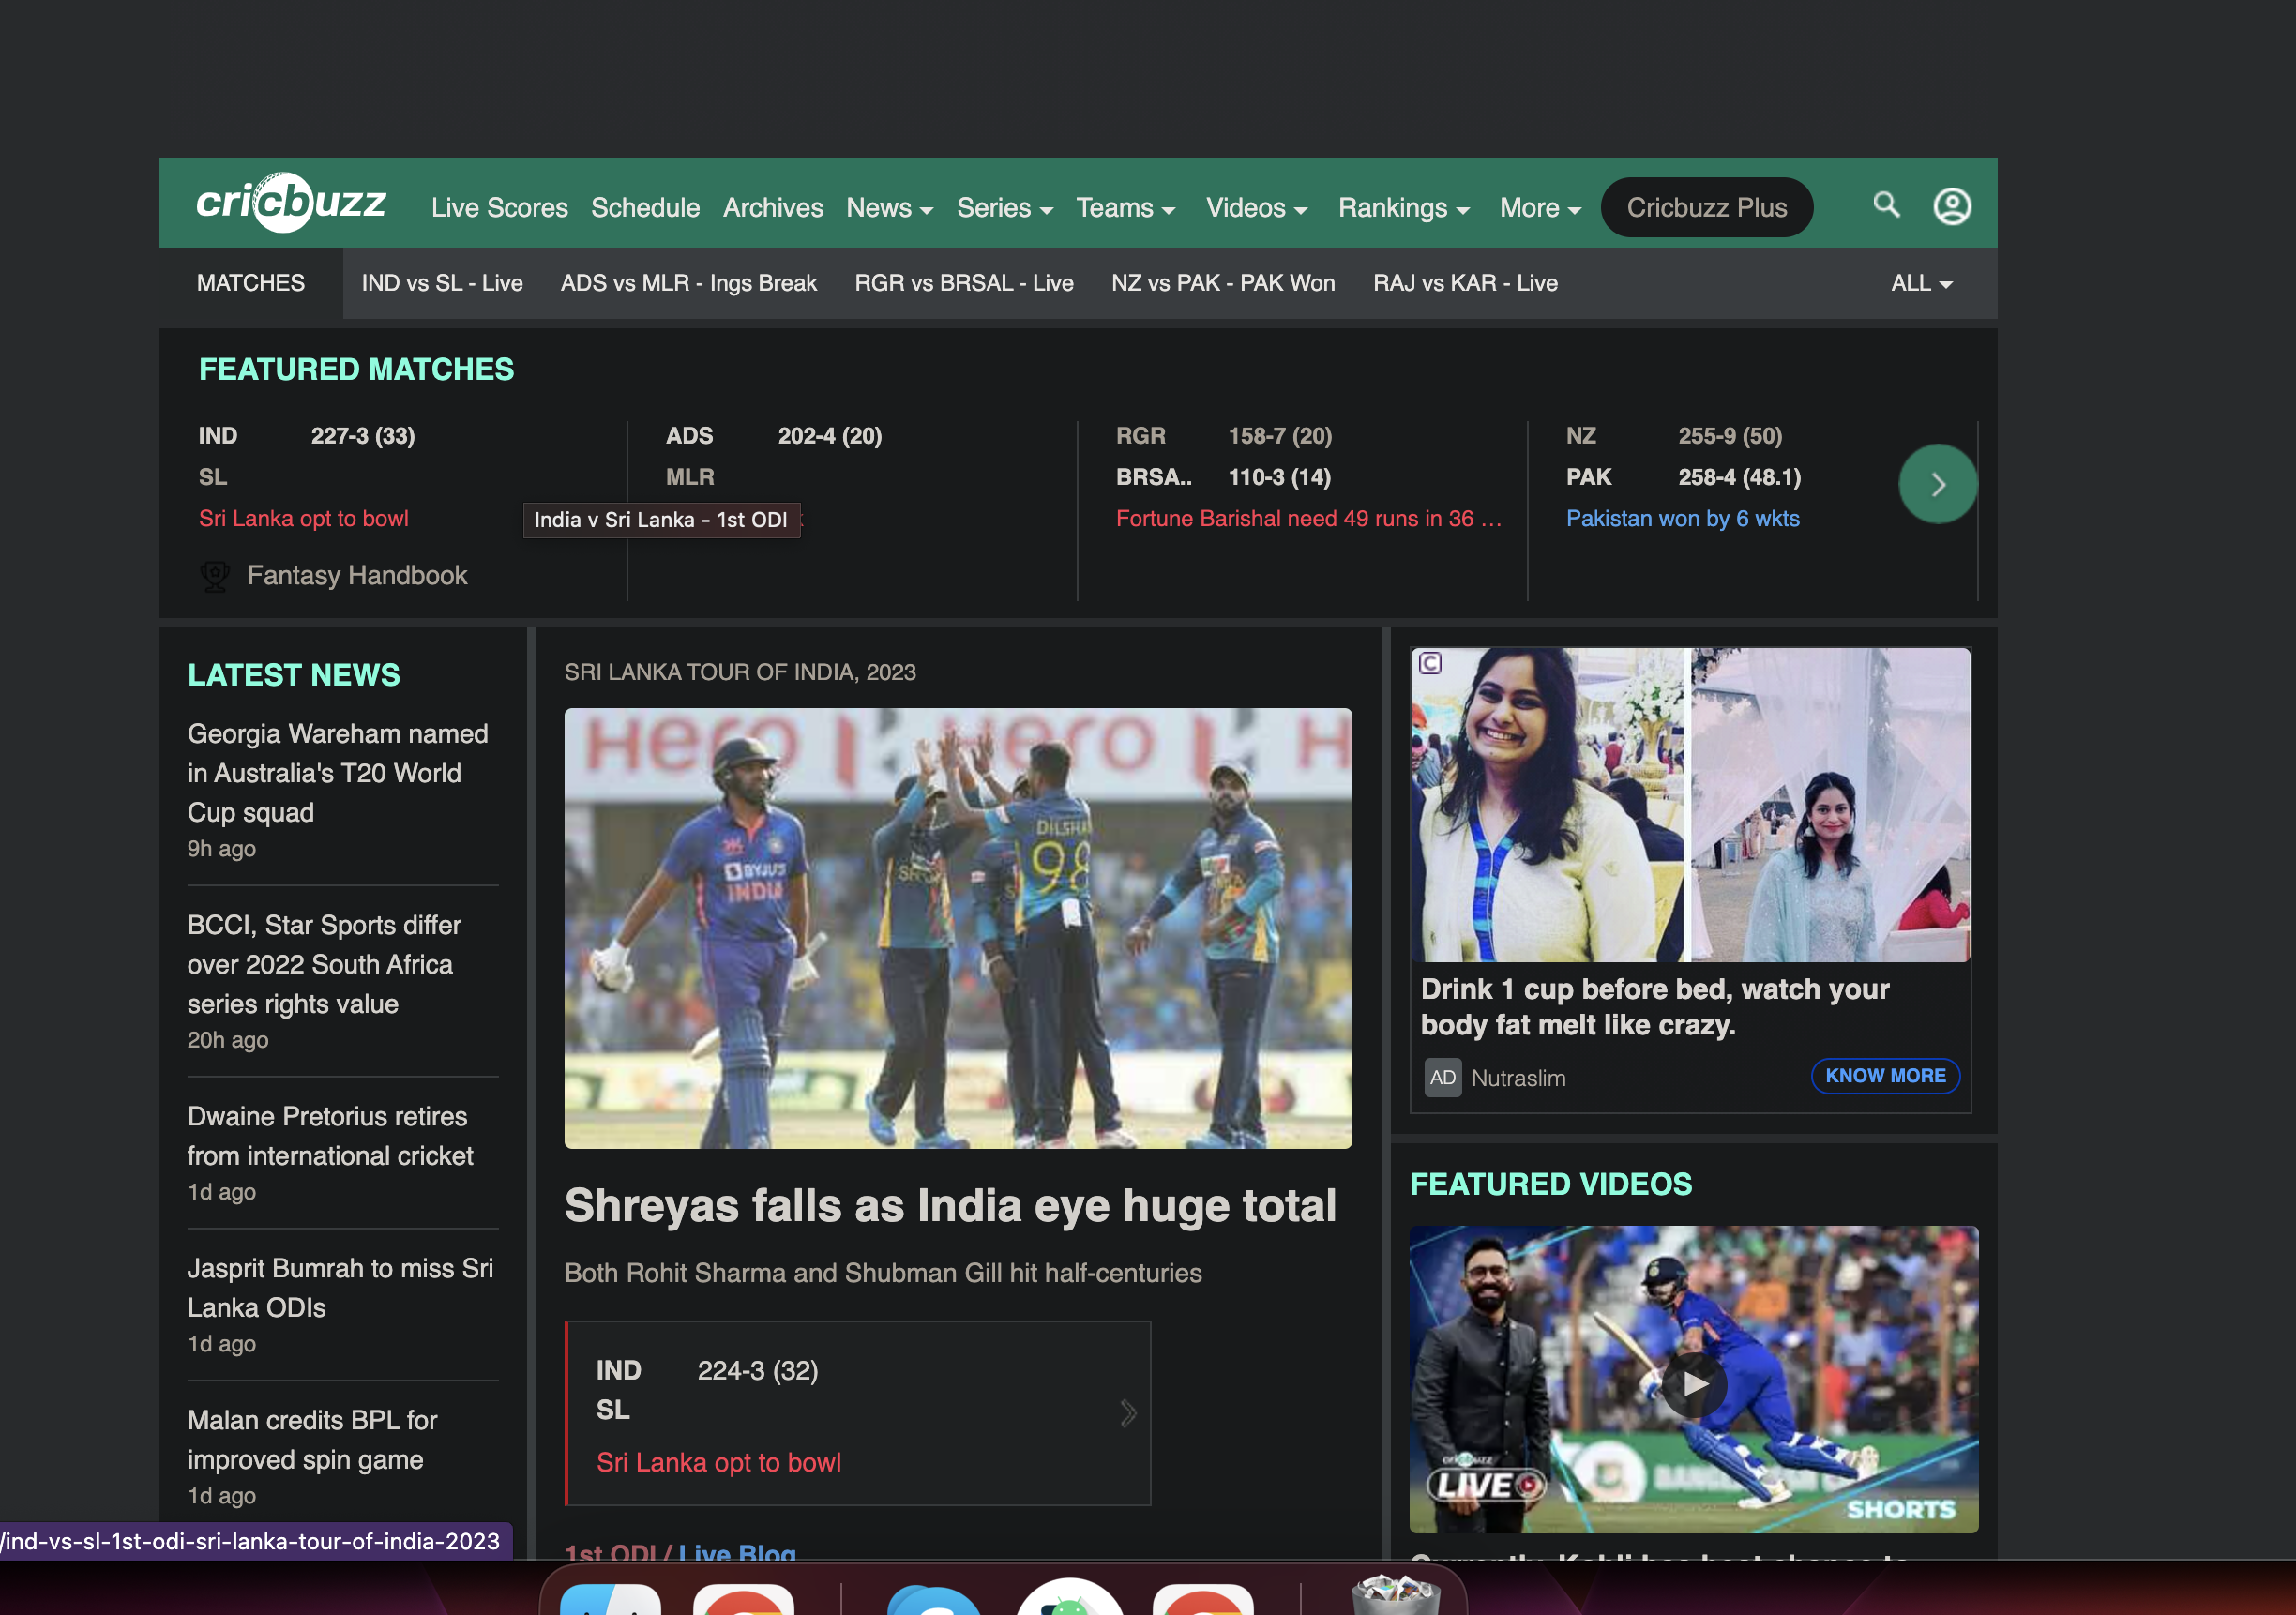 cricbuzz
Live Scores Schedule Archives News Series Teams Videos Rankings More Cricbuzz Plus
MATCHES IND vs SL - Live ADS vs MLR - Ings Break RGR vs BRSAL - Live NZ vs PAK - PAK Won RAJ vs KAR - Live ALL
FEATURED MATCHES
IND 227-3 (33)
SL
Sri Lanka opt to bowl
Fantasy Handbook
ADS 202-4 (20)
MLR
India v Sri Lanka - 1st ODI
RGR 158-7 (20)
BRSA.. 110-3 (14)
Fortune Barishal need 49 runs in 36 ...
NZ 255-9 (50)
PAK 258-4 (48.1)
Pakistan won by 6 wkts
LATEST NEWS
Georgia Wareham named
in Australia's T20 World
Cup squad
9h ago
BCCI, Star Sports differ
over 2022 South Africa
series rights value
20h ago
Dwaine Pretorius retires
from international cricket
1d ago
Jasprit Bumrah to miss Sri
Lanka ODIs
1d ago
Malan credits BPL for
improved spin game
1d ago
/ind-vs-sl-1st-odi-sri-lanka-tour-of-india-2023
SRI LANKA TOUR OF INDIA, 2023
Hero Hero H
DILSHAN
98
BYJU'S
INDIA
Shreyas falls as India eye huge total
Both Rohit Sharma and Shubman Gill hit half-centuries
IND 224-3 (32)
SL
Sri Lanka opt to bowl
1st ODI / Live Blog
C
Drink 1 cup before bed, watch your
body fat melt like crazy.
AD Nutraslim KNOW MORE
FEATURED VIDEOS
cricbuzz
LIVE
SHORTS